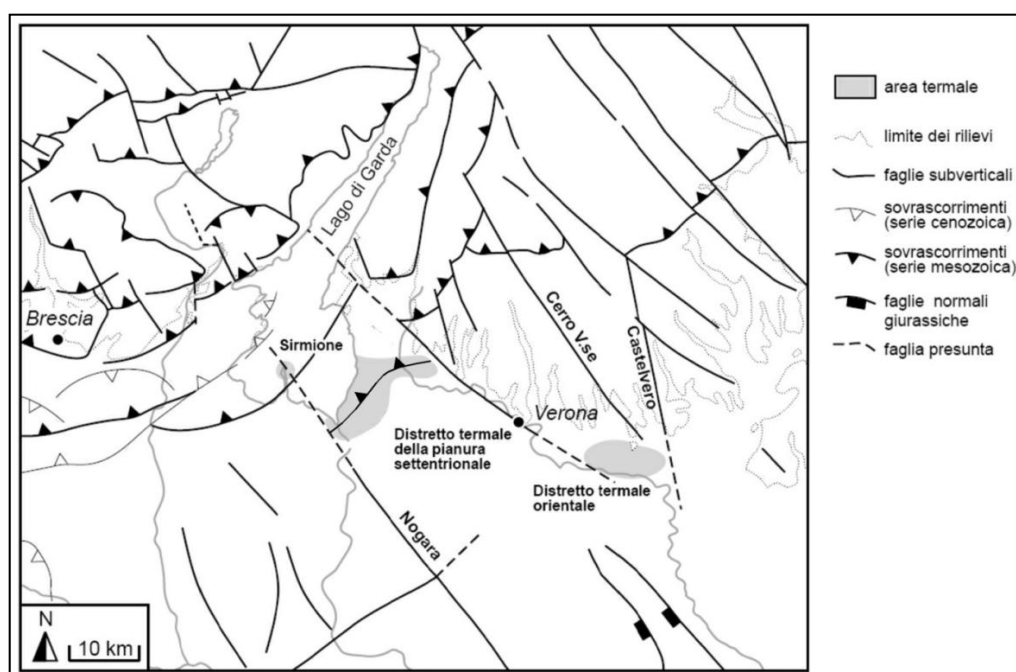 Lago di Garda
Brescia
Sirmione
Cerro V.se
Castelvero
Verona
Distretto termale
della pianura
settentrionale
Distretto termale
orientale
Nogara
N
10 km
area termale
limite dei rilievi
faglie subverticali
sovrascorrimenti
(serie cenozoica)
sovrascorrimenti
(serie mesozoica)
faglie normali
giurassiche
faglia presunta